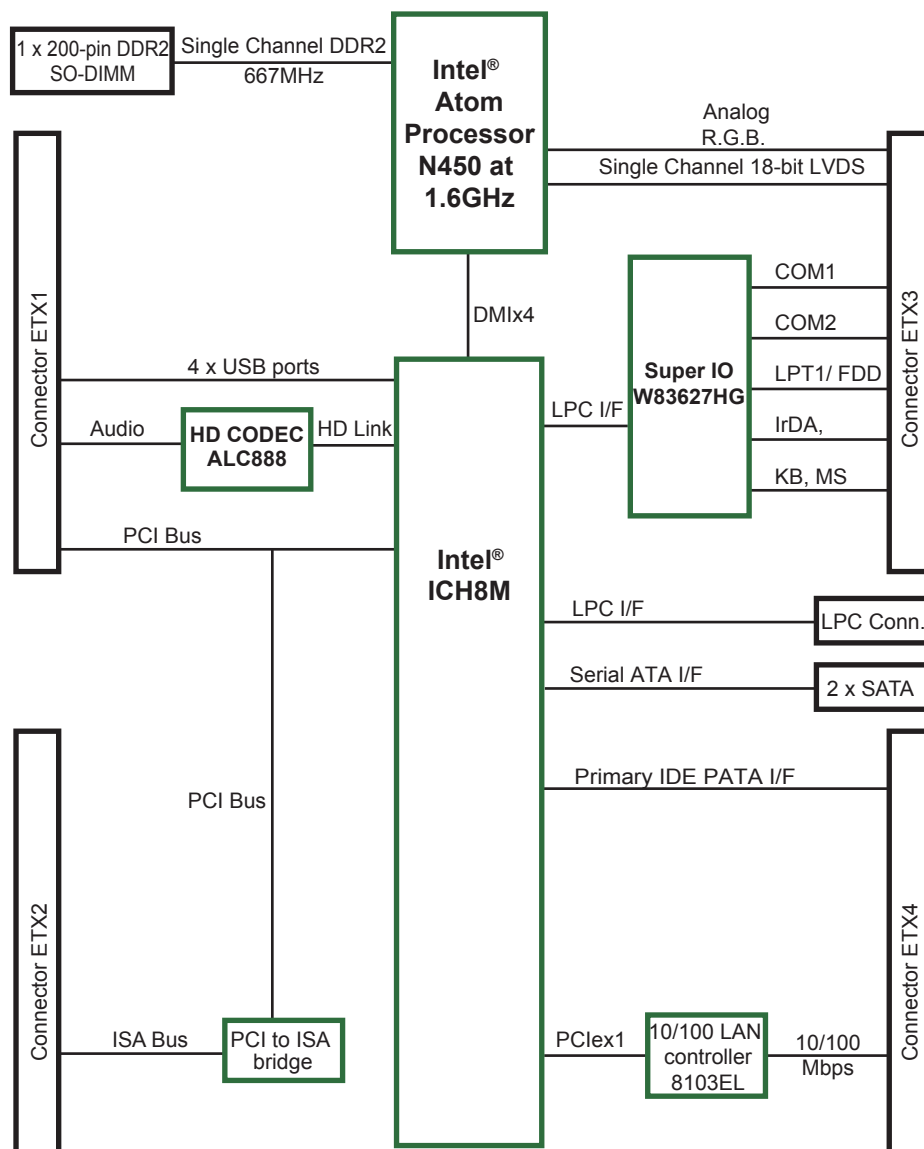 1 x 200-pin DDR2
SO-DIMM
Single Channel DDR2
667MHz
Intel®
Atom
Processor
N450 at
1.6GHz
Analog
R.G.B.
Single Channel 18-bit LVDS
Connector ETX1
Connector ETX3
DMIx4
COM1
COM2
LPT1/ FDD
IrDA,
KB, MS
Super IO
W83627HG
LPC I/F
4 x USB ports
Audio
HD CODEC
ALC888
HD Link
PCI Bus
Intel®
ICH8M
LPC I/F
LPC Conn.
Serial ATA I/F
2 x SATA
Primary IDE PATA I/F
PCI Bus
Connector ETX2
Connector ETX4
ISA Bus
PCI to ISA
bridge
PCIex1
10/100 LAN
controller
8103EL
10/100
Mbps